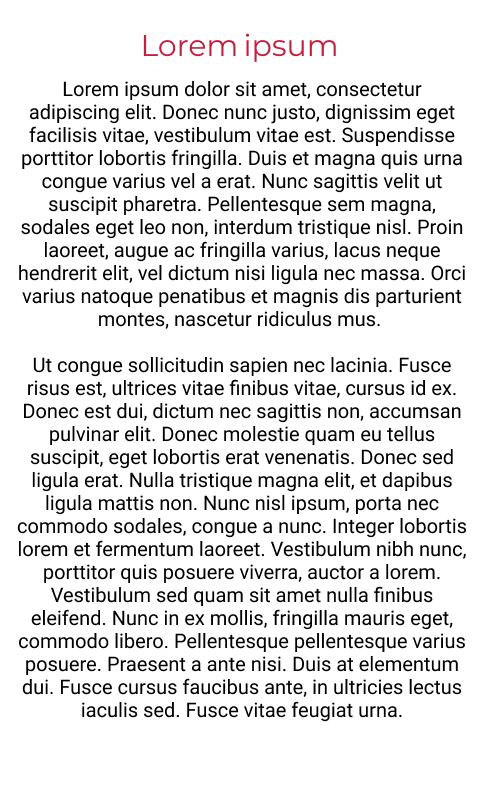 Lorem ipsum
Lorem ipsum dolor sit amet, consectetur
adipiscing elit. Donec nunc justo, dignissim eget
facilisis vitae, vestibulum vitae est. Suspendisse
porttitor lobortis fringilla. Duis et magna quis urna
congue varius vel a erat. Nunc sagittis velit ut
suscipit pharetra. Pellentesque sem magna,
sodales eget leo non, interdum tristique nisl. Proin
laoreet, augue ac fringilla varius, lacus neque
hendrerit elit, vel dictum nisi ligula nec massa. Orci
varius natoque penatibus et magnis dis parturient
montes, nascetur ridiculus mus.
Ut congue sollicitudin sapien nec lacinia. Fusce
risus est, ultrices vitae finibus vitae, cursus id ex.
Donec est dui, dictum nec sagittis non, accumsan
pulvinar elit. Donec molestie quam eu tellus
suscipit, eget lobortis erat venenatis. Donec sed
ligula erat. Nulla tristique magna elit, et dapibus
ligula mattis non. Nunc nisl ipsum, porta nec
commodo sodales, congue a nunc. Integer lobortis
lorem et fermentum laoreet. Vestibulum nibh nunc,
porttitor quis posuere viverra, auctor a lorem.
Vestibulum sed quam sit amet nulla finibus
eleifend. Nunc in ex mollis, fringilla mauris eget,
commodo libero. Pellentesque pellentesque varius
posuere. Praesent a ante nisi. Duis at elementum
dui. Fusce cursus faucibus ante, in ultricies lectus
iaculis sed. Fusce vitae feugiat urna.